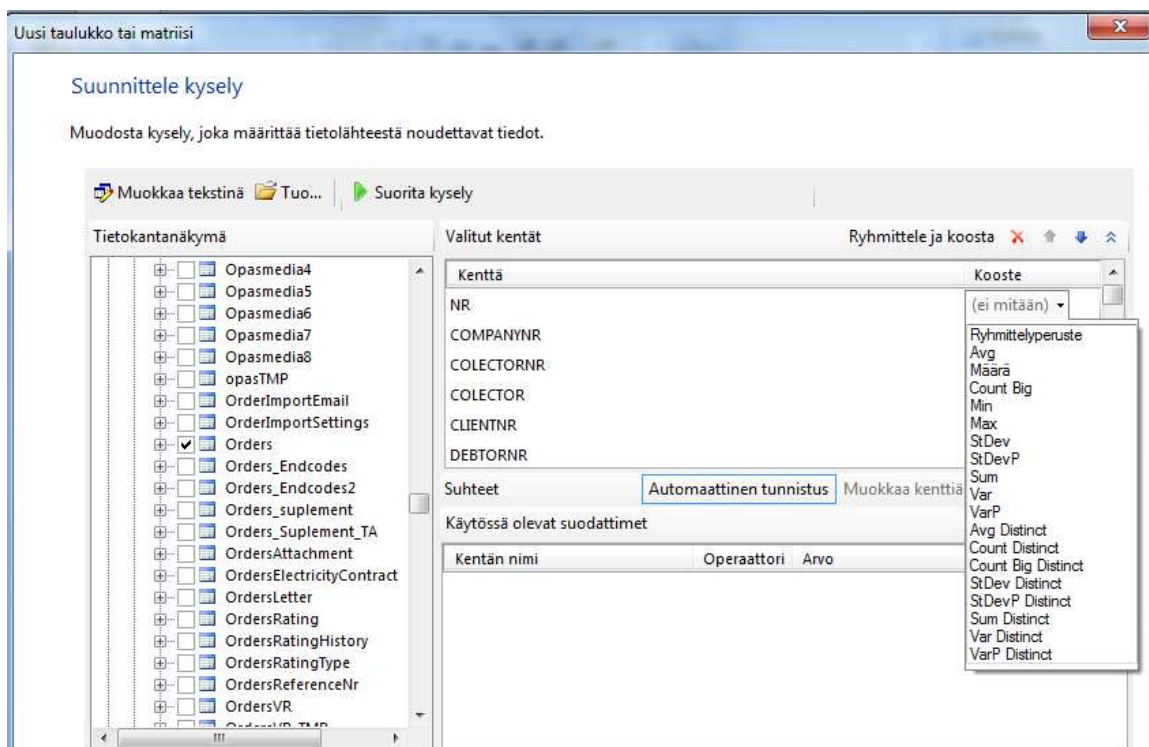 Uusi taulukko tai matriisi
Suunnittele kysely
Muodosta kysely, joka määrittää tietolähteestä noudettavat tiedot.
Muokkaa tekstinä Tuo... Suorita kysely
Tietokantanäkymä
Opasmedia4
Opasmedia5
Opasmedia6
Opasmedia7
Opasmedia8
opasTMP
OrderImportEmail
OrderImportSettings
Orders
Orders_Endcodes
Orders_Endcodes2
Orders_suplement
Orders_Suplement_TA
OrdersAttachment
OrdersElectricityContract
OrdersLetter
OrdersRating
OrdersRatingHistory
OrdersRatingType
OrdersReferenceNr
OrdersVR
Valitut kentät Ryhmittele ja koosta
Kenttä Kooste
NR (ei mitään)
COMPANYNR
COLECTORNR
COLECTOR
CLIENTNR
DEBTORNR
Ryhmittelyperuste
Avg
Määrä
Count Big
Min
Max
StDev
StDevP
Sum
Var
VarP
Avg Distinct
Count Distinct
Count Big Distinct
StDev Distinct
StDevP Distinct
Sum Distinct
Var Distinct
VarP Distinct
Suhteet Automaattinen tunnistus Muokkaa kenttiä
Käytössä olevat suodattimet
Kentän nimi Operaattori Arvo